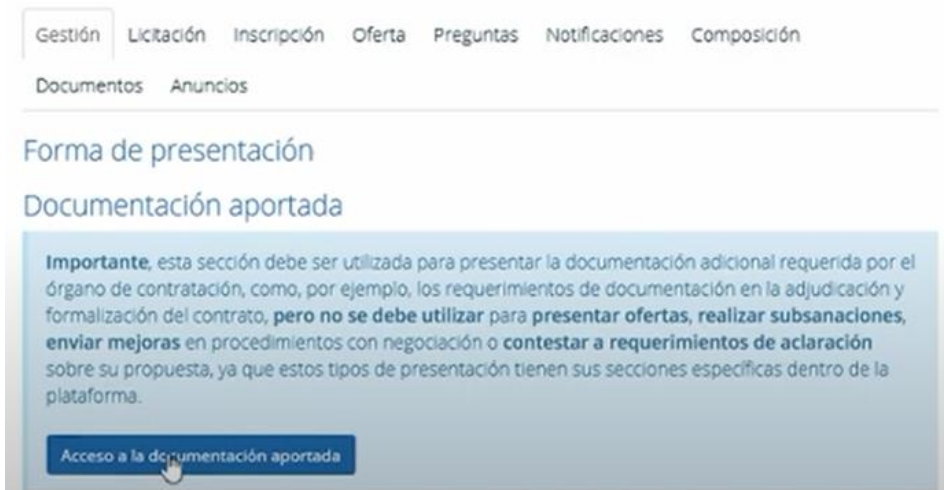 Gestión Licitación Inscripción Oferta Preguntas Notificaciones Composición
Documentos Anuncios
Forma de presentación
Documentación aportada
Importante, esta sección debe ser utilizada para presentar la documentación adicional requerida por el
órgano de contratación, como, por ejemplo, los requerimientos de documentación en la adjudicación y
formalización del contrato, pero no se debe utilizar para presentar ofertas, realizar subsanaciones,
enviar mejoras en procedimientos con negociación o contestar a requerimientos de aclaración
sobre su propuesta, ya que estos tipos de presentación tienen sus secciones específicas dentro de la
plataforma.
Acceso a la documentación aportada